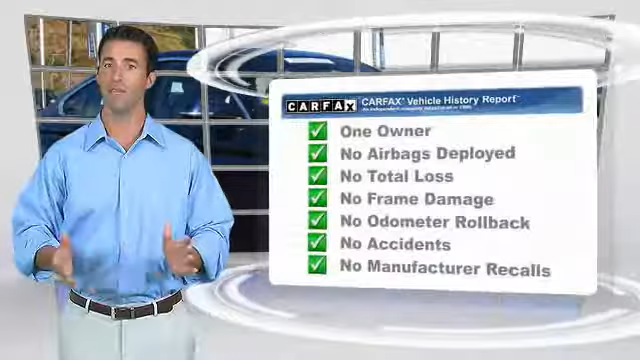 CARFAX CARFAX Vehicle History Report™
One Owner
No Airbags Deployed
No Total Loss
No Frame Damage
No Odometer Rollback
No Accidents
No Manufacturer Recalls